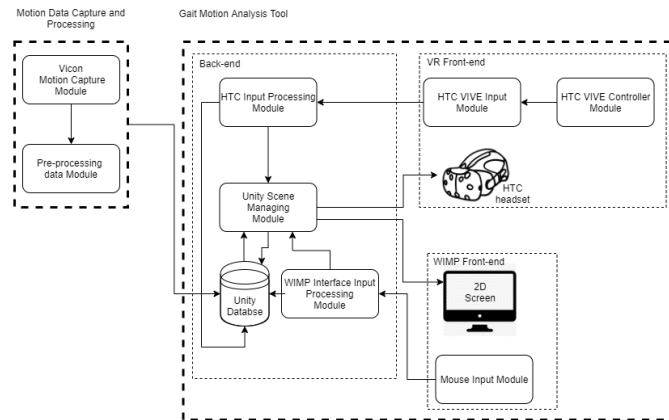 Motion Data Capture and
Processing
Gait Motion Analysis Tool
Vicon
Motion Capture
Module
Pre-processing
data Module
Back-end
HTC Input Processing
Module
Unity Scene
Managing
Module
Unity
Databse
WIMP Interface Input
Processing
Module
VR Front-end
HTC VIVE Input
Module
HTC VIVE Controller
Module
HTC
headset
WIMP Front-end
2D
Screen
Mouse Input Module